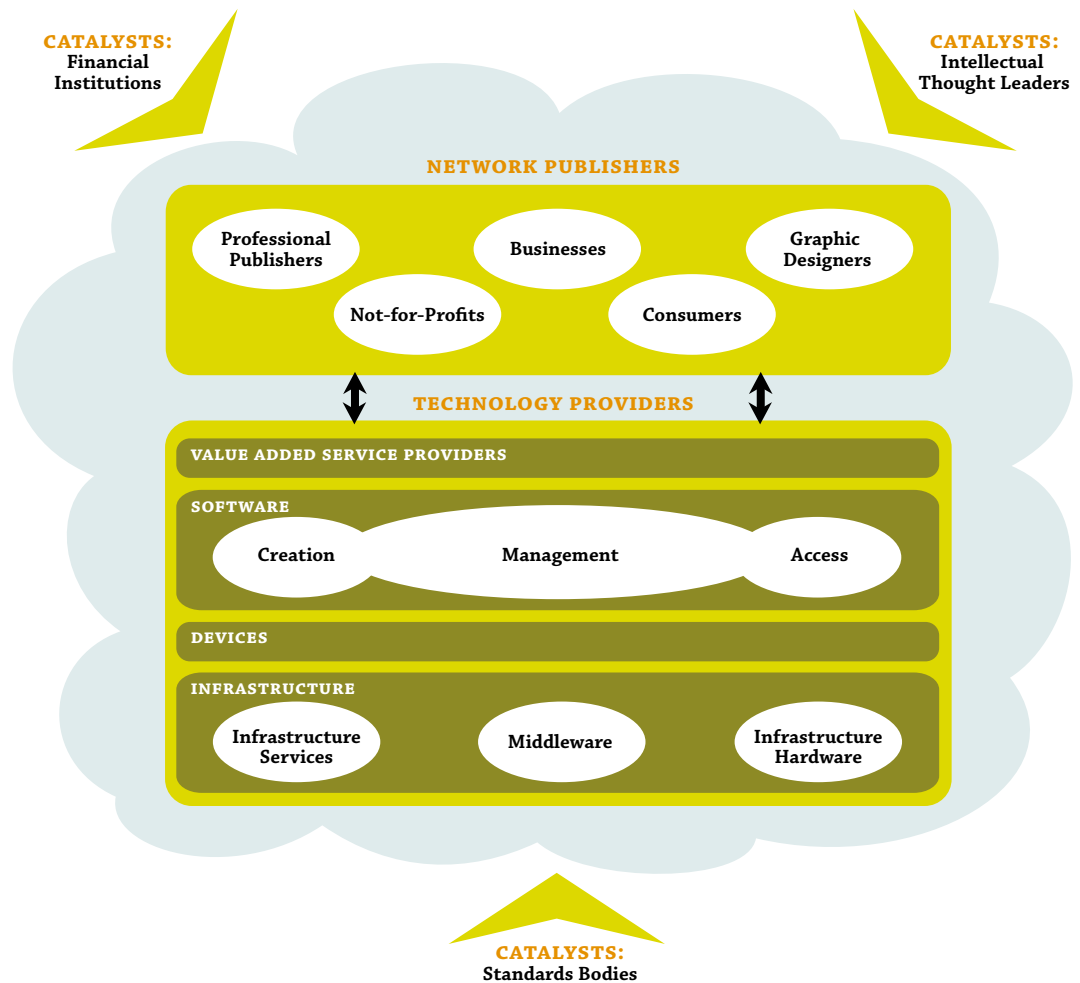 CATALYSTS:
Financial
Institutions
CATALYSTS:
Intellectual
Thought Leaders
NETWORK PUBLISHERS
Professional
Publishers
Businesses
Graphic
Designers
Not-for-Profits
Consumers
TECHNOLOGY PROVIDERS
VALUE ADDED SERVICE PROVIDERS
SOFTWARE
Creation
Management
Access
DEVICES
INFRASTRUCTURE
Infrastructure
Services
Middleware
Infrastructure
Hardware
CATALYSTS:
Standards Bodies